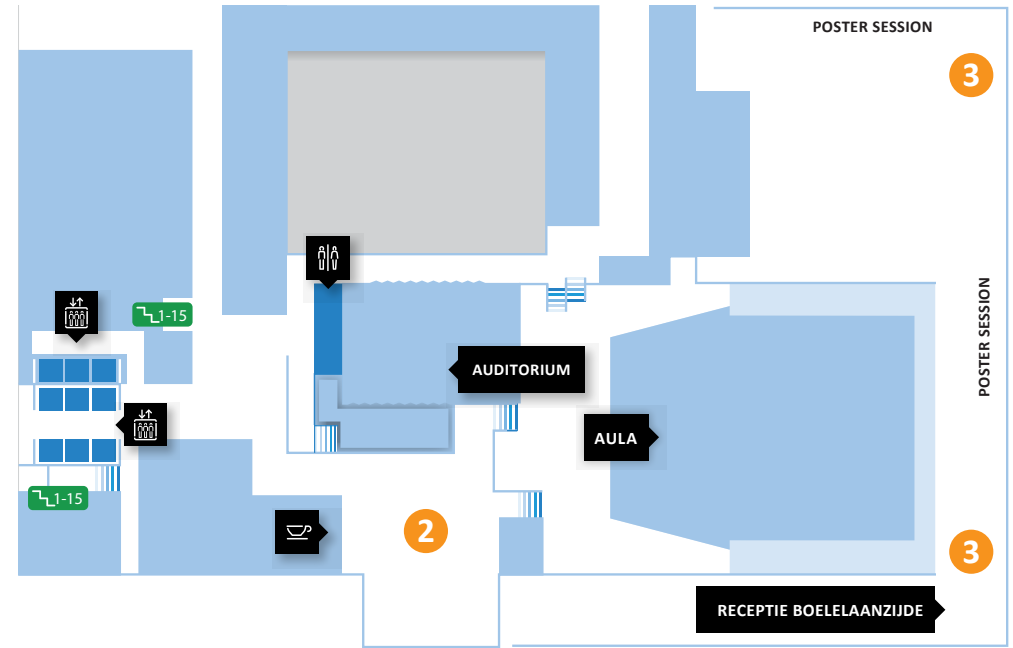 POSTER SESSION
3
1-15
AUDITORIUM
POSTER SESSION
AULA
1-15
2
3
RECEPTIE BOELELAANZIJDE